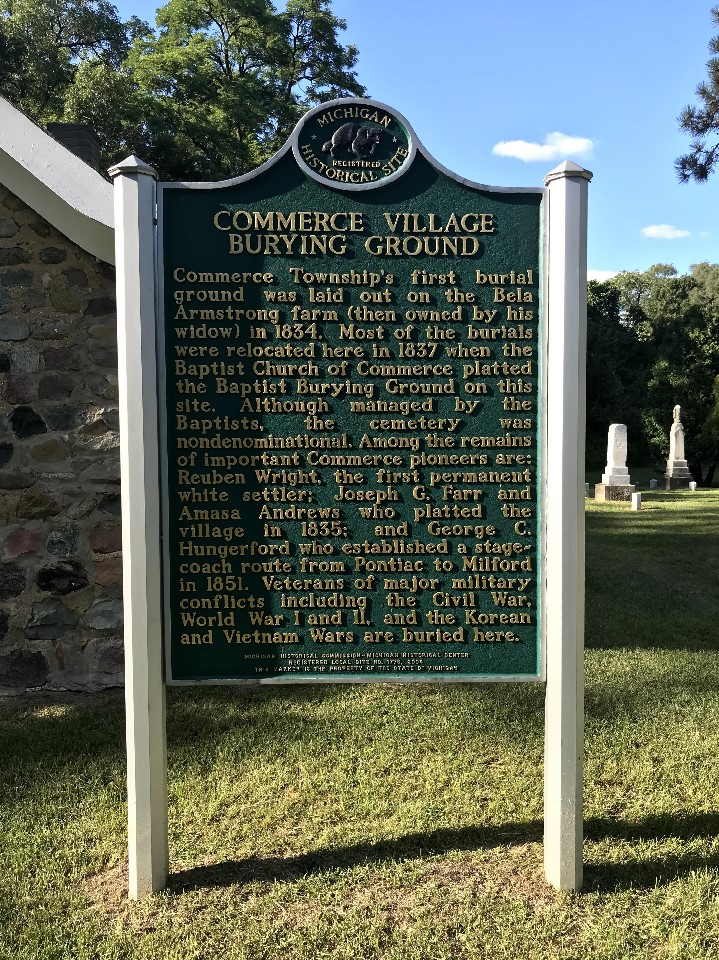 MICHIGAN
REGISTERED
HISTORICAL SITE
COMMERCE VILLAGE
BURYING GROUND
Commerce Township's first burial
ground was laid out on the Bela
Armstrong farm (then owned by his
widow) in 1834. Most of the burials
were relocated here in 1837 when the
Baptist Church of Commerce platted
the Baptist Burying Ground on this
site. Although managed by the
Baptists, the cemetery was
nondenominational. Among the remains
of important Commerce pioneers are:
Reuben Wright, the first permanent
white settler; Joseph G. Farr and
Amasa Andrews who platted the
village in 1835; and George C.
Hungerford who established a stage-
coach route from Pontiac to Milford
in 1851. Veterans of major military
conflicts including the Civil War,
World War I and II, and the Korean
and Vietnam Wars are buried here.
MICHIGAN HISTORICAL COMMISSION-MICHIGAN HISTORICAL CENTER
REGISTERED LOCAL SITE NO.
THIS MARKER IS THE PROPERTY OF THE STATE OF MICHIGAN